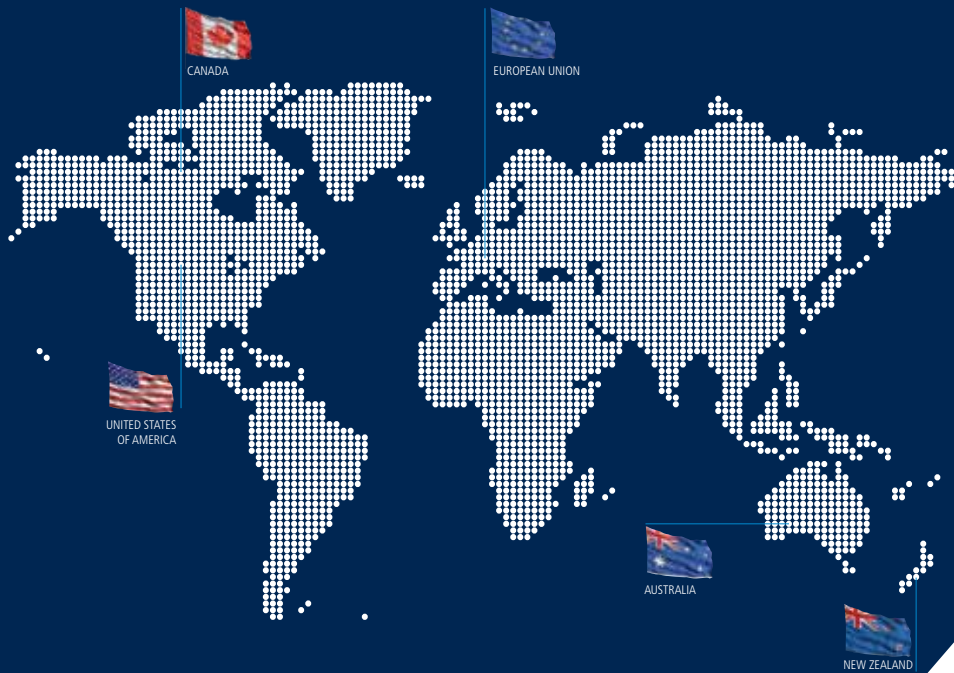 CANADA
EUROPEAN UNION
UNITED STATES
OF AMERICA
AUSTRALIA
NEW ZEALAND